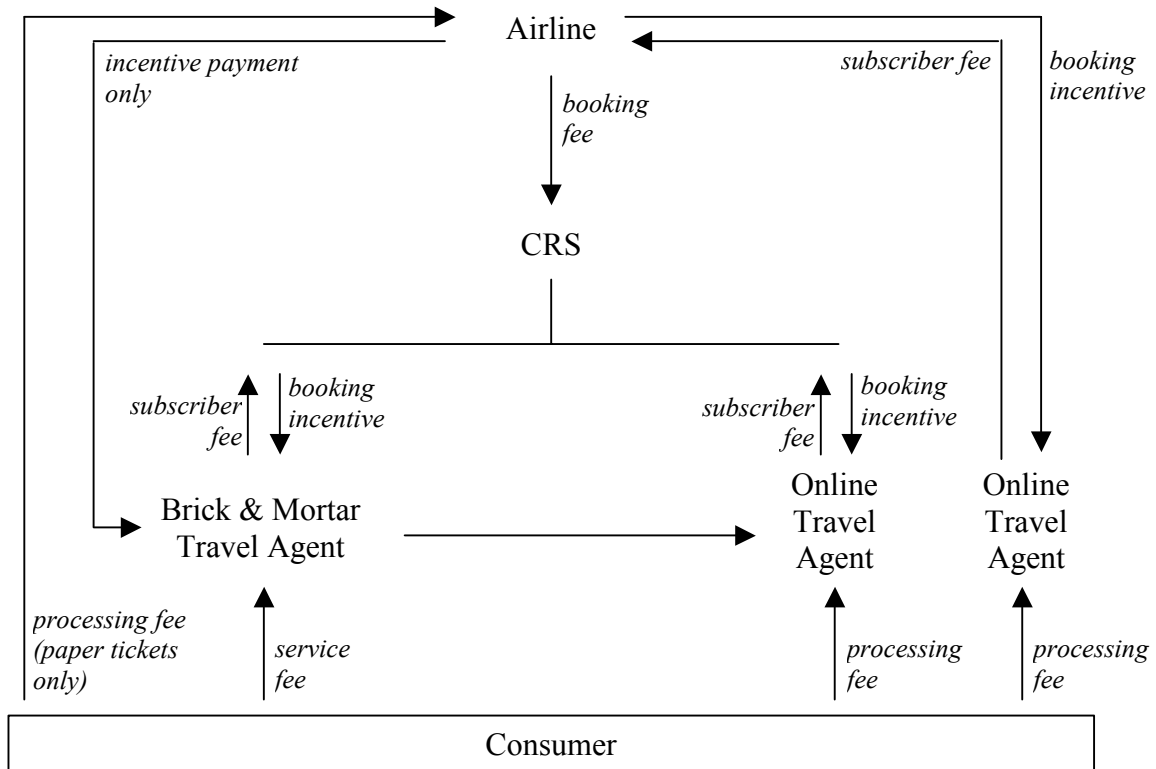 Airline
incentive payment
only
subscriber fee
booking
incentive
booking
fee
CRS
subscriber
fee
booking
incentive
subscriber
fee
booking
incentive
Brick & Mortar
Travel Agent
Online
Travel
Agent
Online
Travel
Agent
processing fee
(paper tickets
only)
service
fee
processing
fee
processing
fee
Consumer